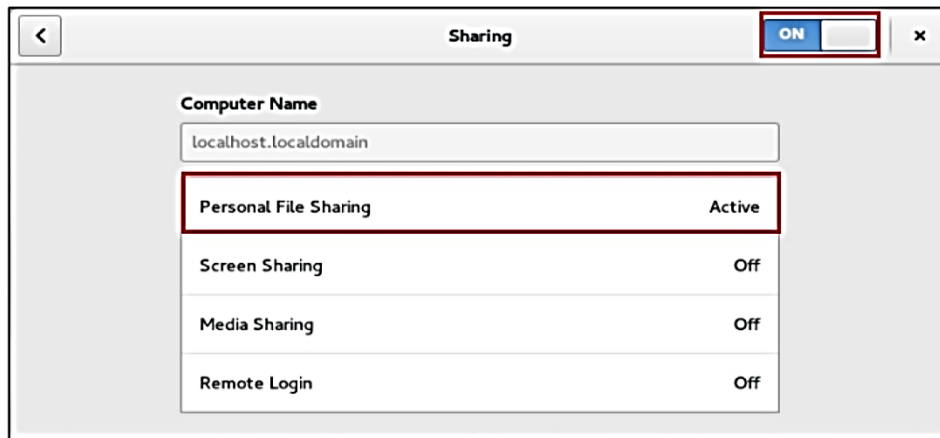 Sharing ON
Computer Name
localhost.localdomain
Personal File Sharing Active
Screen Sharing Off
Media Sharing Off
Remote Login Off